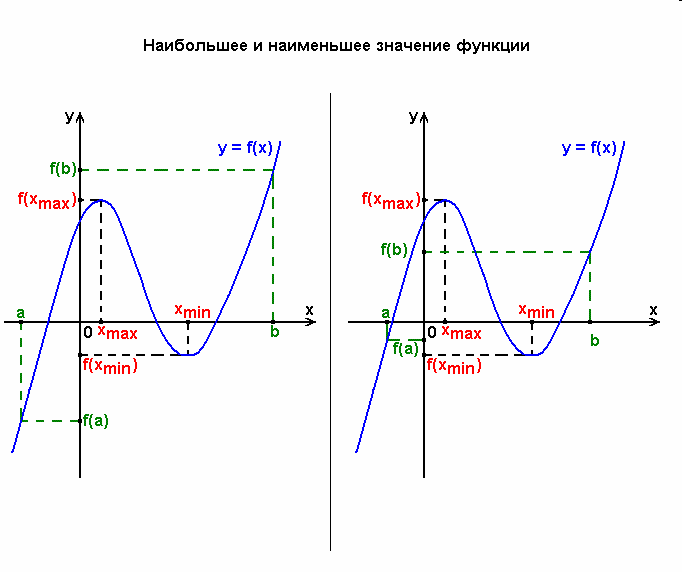 Наибольшее и наименьшее значение функции
y
y = f(x)
f(b)
f(xmax)
xmin
a
x
0
xmax
b
f(xmin)
f(a)
y
y = f(x)
f(xmax)
f(b)
xmin
a
x
0
xmax
b
f(a)
f(xmin)